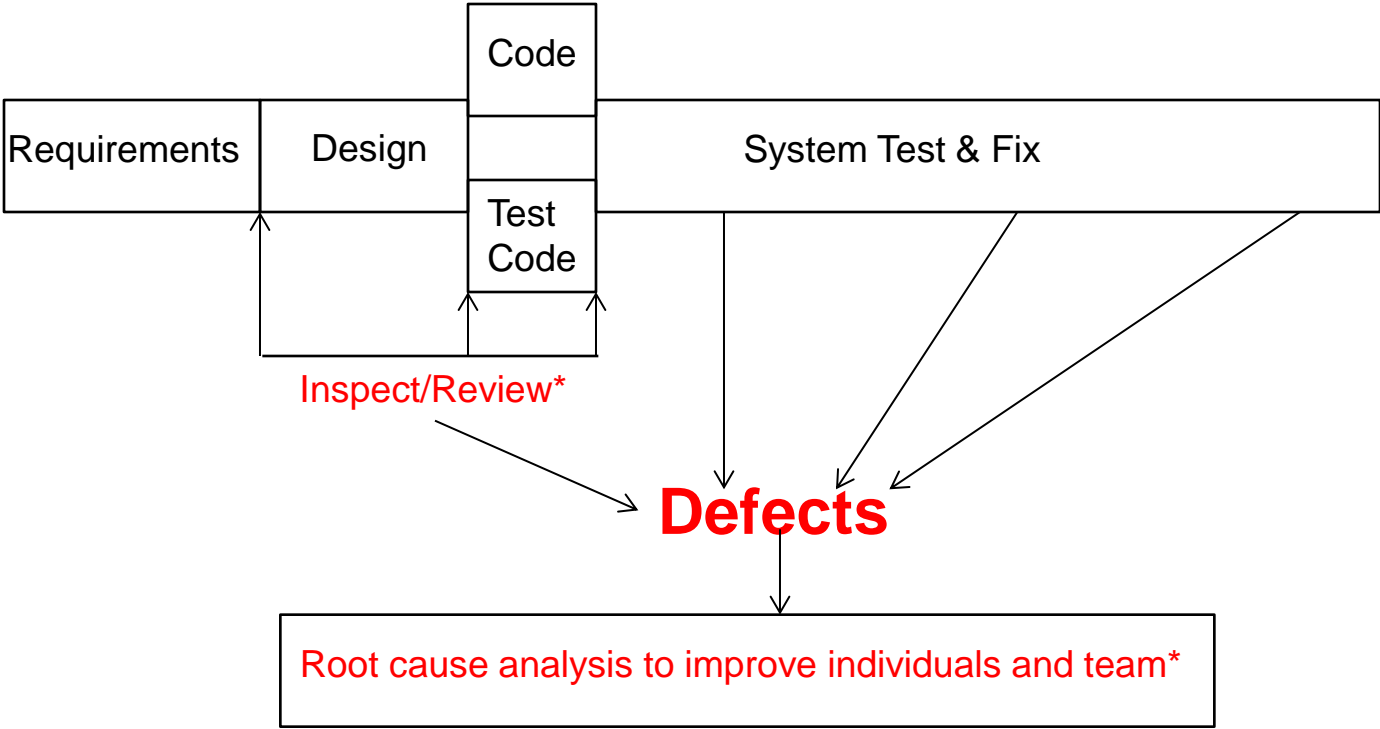 Code
Requirements
Design
System Test & Fix
Test
Code
Inspect/Review*
Defects
Root cause analysis to improve individuals and team*